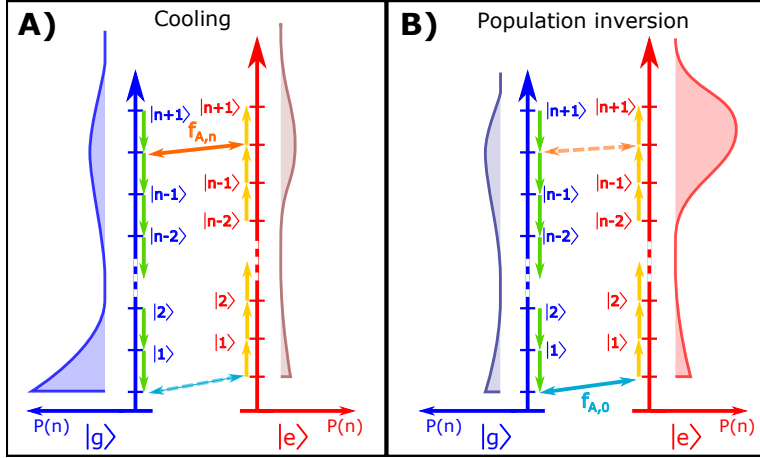 A)
Cooling
|n+1⟩
|n+1⟩
f_A,n
|n-1⟩
|n-1⟩
|n-2⟩
|n-2⟩
|2⟩
|2⟩
|1⟩
|1⟩
P(n)
|g⟩
|e⟩
P(n)
B)
Population inversion
|n+1⟩
|n+1⟩
|n-1⟩
|n-1⟩
|n-2⟩
|n-2⟩
|2⟩
|2⟩
|1⟩
|1⟩
f_A,0
P(n)
|g⟩
|e⟩
P(n)